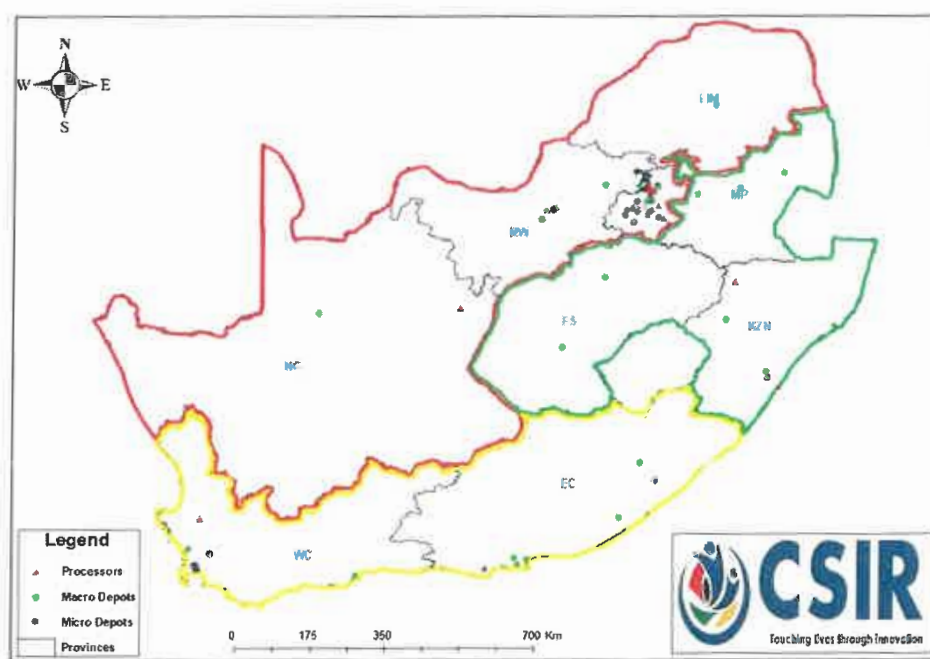 N
W E
S
MP
NW
FS
KZN
NC
EC
WC
Legend
Processors
Macro Depots
Micro Depots
Provinces
0 175 350 700 Km
CSIR
Touching lives through innovation